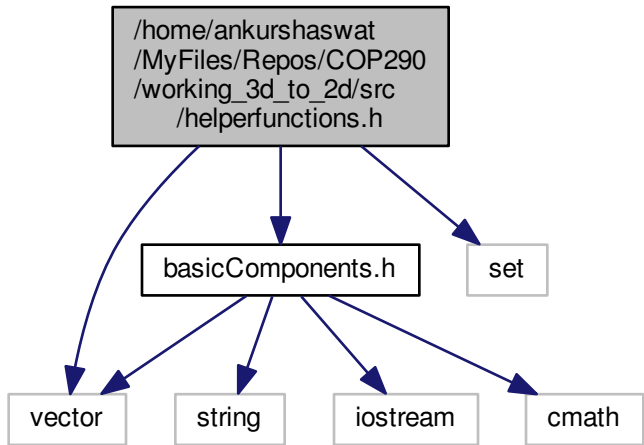 /home/ankurshaswat
/MyFiles/Repos/COP290
/working_3d_to_2d/src
/helperfunctions.h
basicComponents.h
set
vector
string
iostream
cmath